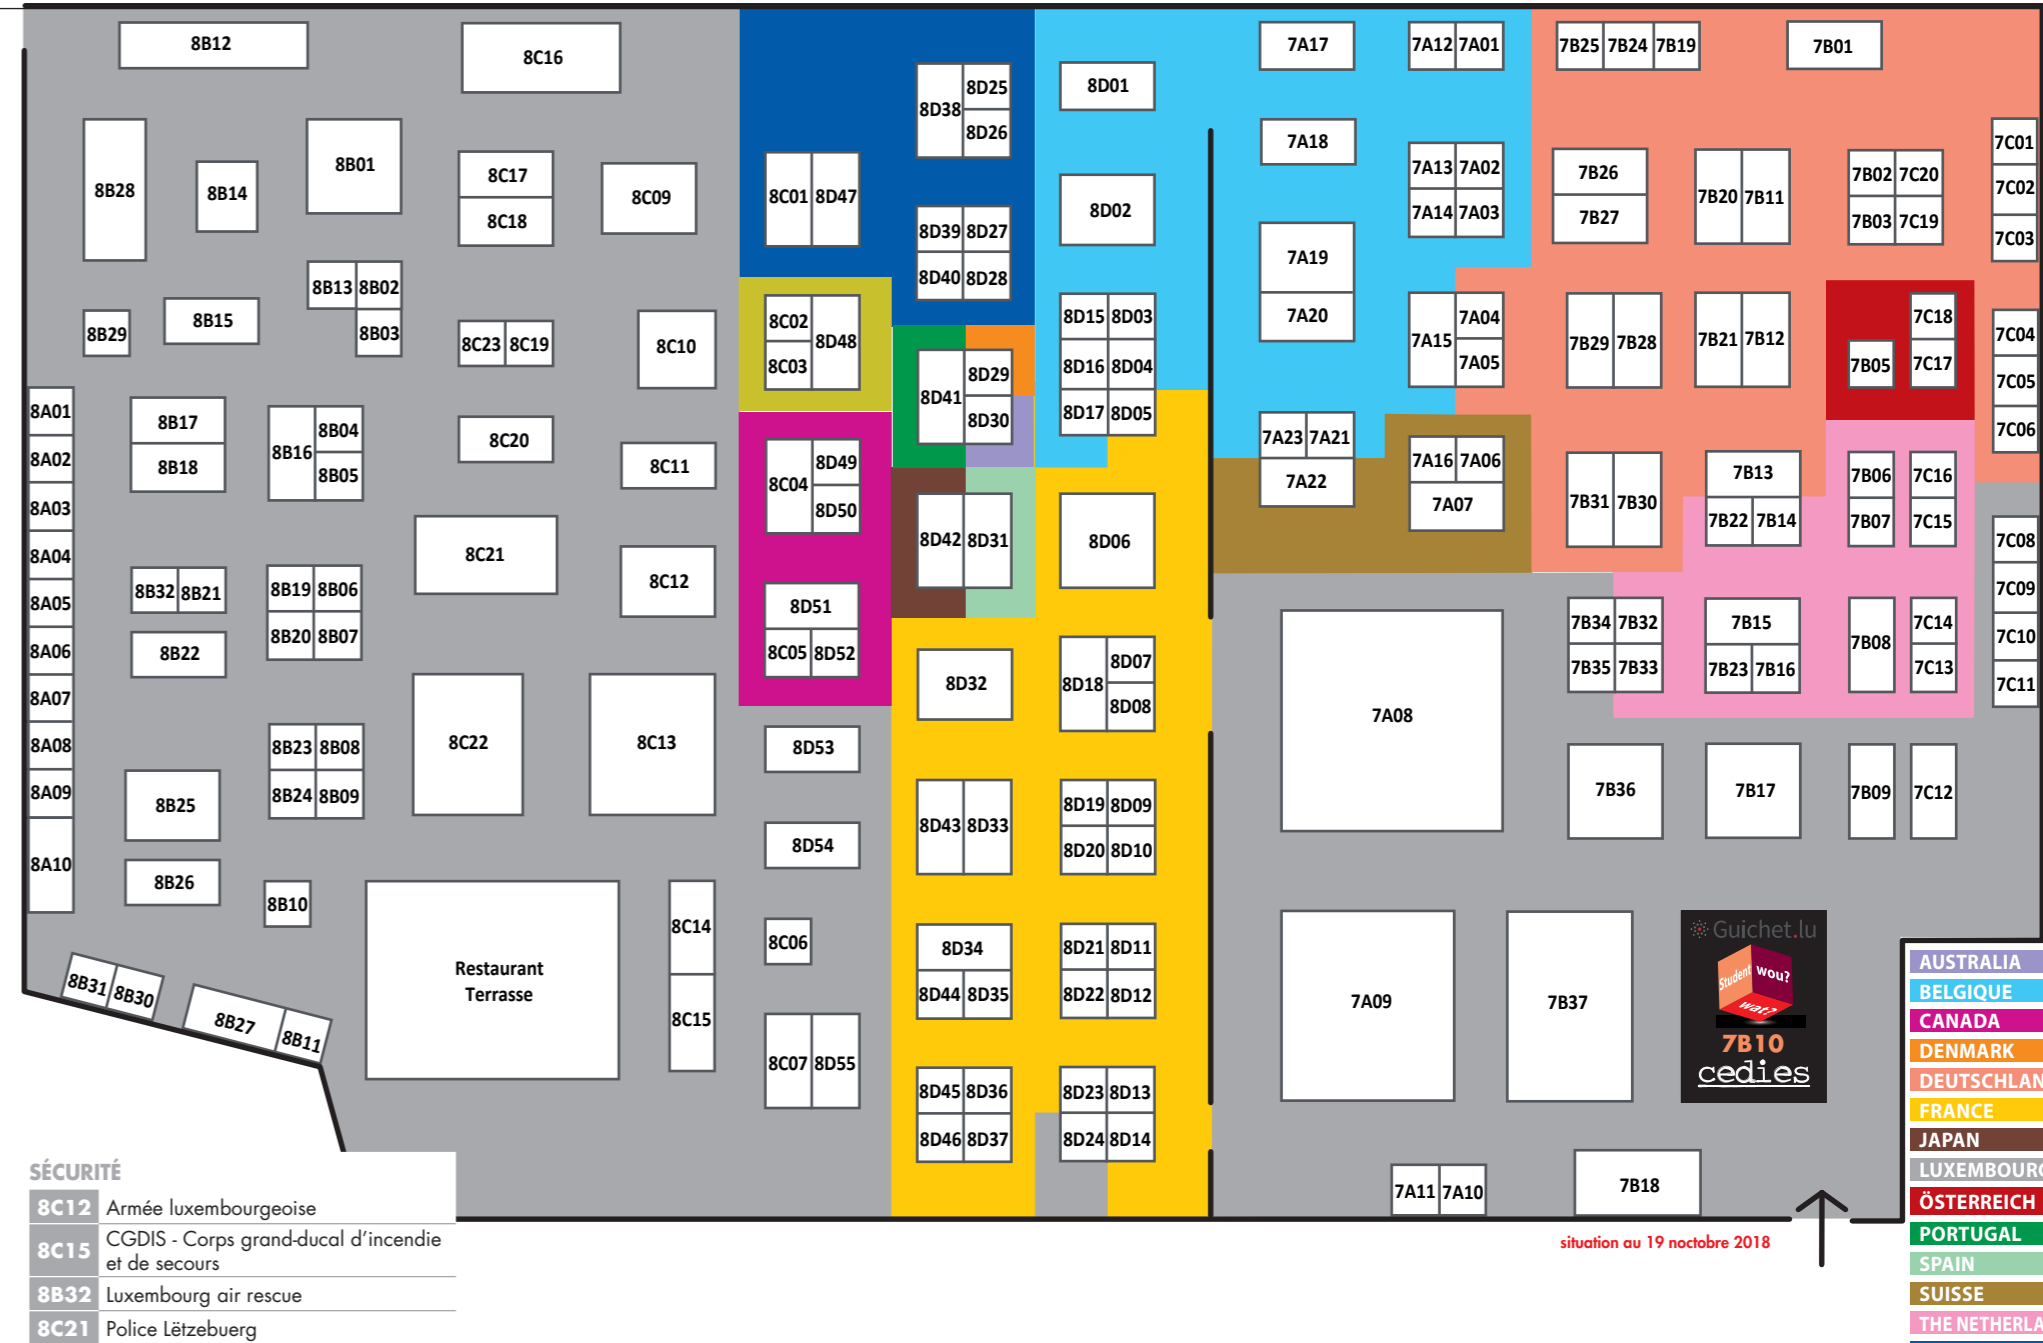 8B12
8C16
7A17
7A12 7A01
7B25 7B24 7B19
7B01
8D38
8D25
8D26
8D01
8B28
8B14
8B01
8C17
8C18
8C09
8C01 8D47
8D39 8D27
8D40 8D28
8D02
7A18
7A13 7A02
7A14 7A03
7B26
7B27
7B20 7B11
7B02 7C20
7B03 7C19
7C01
7C02
7C03
8B13 8B02
8B03
8B29
8B15
8C23 8C19
8C10
8C02
8C03
8D48
8D41
8D29
8D30
8D15 8D03
8D16 8D04
8D17 8D05
7A19
7A20
7A15
7A04
7A05
7B29 7B28
7B21 7B12
7B05
7C18
7C17
7C04
7C05
7C06
8A01
8A02
8A03
8A04
8A05
8A06
8A07
8A08
8A09
8A10
8B17
8B18
8B16
8B04
8B05
8C20
8C11
8C04
8D49
8D50
8D42 8D31
8D06
7A23 7A21
7A22
7A16 7A06
7A07
7B31 7B30
7B13
7B22 7B14
7B06
7B07
7C16
7C15
8C21
8C12
8B32 8B21
8B22
8B19 8B06
8B20 8B07
8D51
8C05 8D52
8D32
8D18
8D07
8D08
7A08
7B34 7B32
7B35 7B33
7B15
7B23 7B16
7B08
7C14
7C13
7C08
7C09
7C10
7C11
8B23 8B08
8B24 8B09
8C22
8C13
8D53
8B25
8B26
8B10
8D54
8D43 8D33
8D19 8D09
8D20 8D10
7B36
7B17
7B09
7C12
Restaurant
Terrasse
8C14
8C15
8C06
8D34
8D44 8D35
8D21 8D11
8D22 8D12
7A09
7B37
Guichet.lu
Student
wou?
wat?
7B10
cedies
8B31 8B30
8B27
8B11
8C07 8D55
8D45 8D36
8D46 8D37
8D23 8D13
8D24 8D14
7A11 7A10
7B18
situation au 19 noctobre 2018
AUSTRALIA
BELGIQUE
CANADA
DENMARK
DEUTSCHLAN
FRANCE
JAPAN
LUXEMBOURG
ÖSTERREICH
PORTUGAL
SPAIN
SUISSE
THE NETHERLA
SÉCURITÉ
8C12 Armée luxembourgeoise
8C15 CGDIS - Corps grand-ducal d'incendie
et de secours
8B32 Luxembourg air rescue
8C21 Police Lëtzebuerg